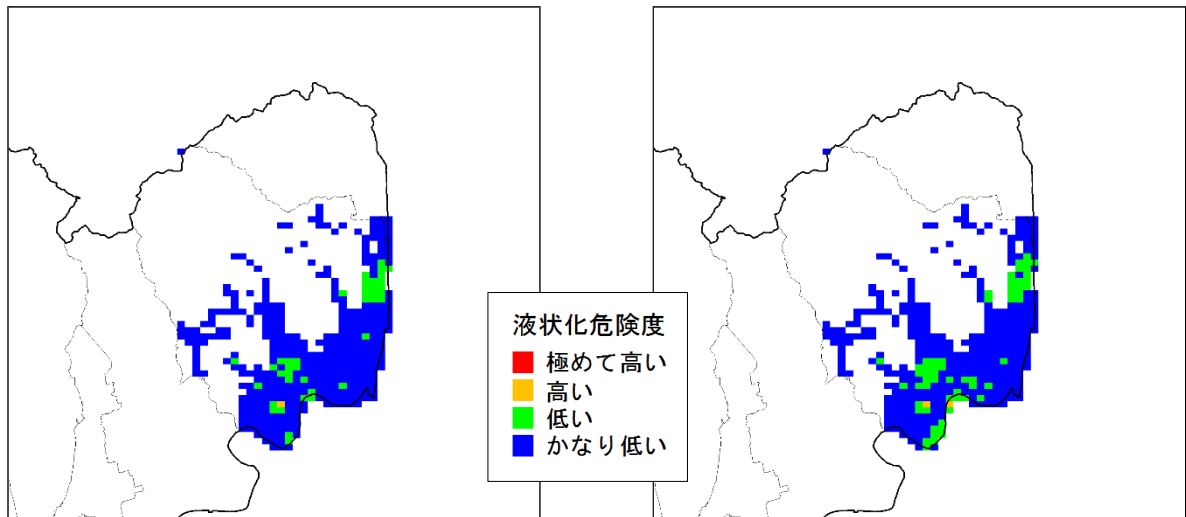 液状化危険度
極めて高い
高い
低い
かなり低い